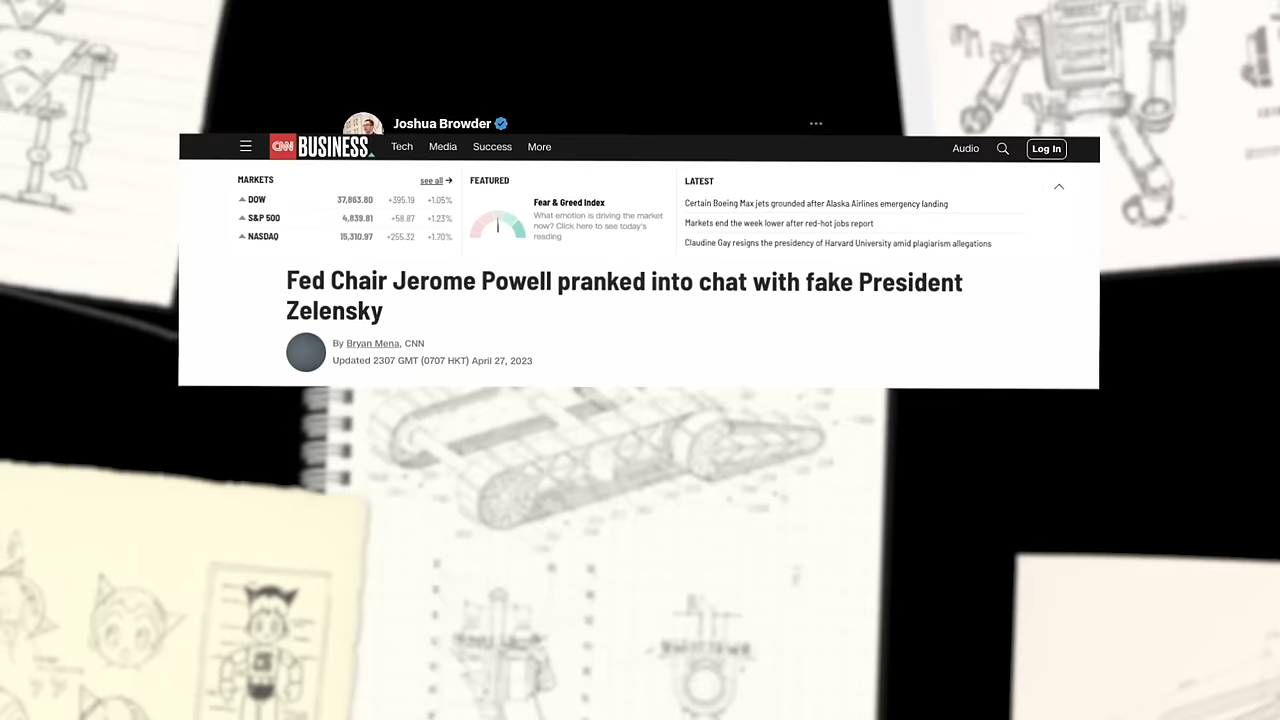 Joshua Browder
CNN BUSINESS Tech Media Success More Audio Log In
MARKETS see all →
DOW 37,863.80 +395.19 +1.05%
S&P 500 4,839.81 +58.87 +1.23%
NASDAQ 15,310.97 +255.32 +1.70%
FEATURED
Fear & Greed Index
What emotion is driving the market
now? Click here to see today's
reading
LATEST
Certain Boeing Max jets grounded after Alaska Airlines emergency landing
Markets end the week lower after red-hot jobs report
Claudine Gay resigns the presidency of Harvard University amid plagiarism allegations
Fed Chair Jerome Powell pranked into chat with fake President
Zelensky
By Bryan Mena, CNN
Updated 2307 GMT (0707 HKT) April 27, 2023